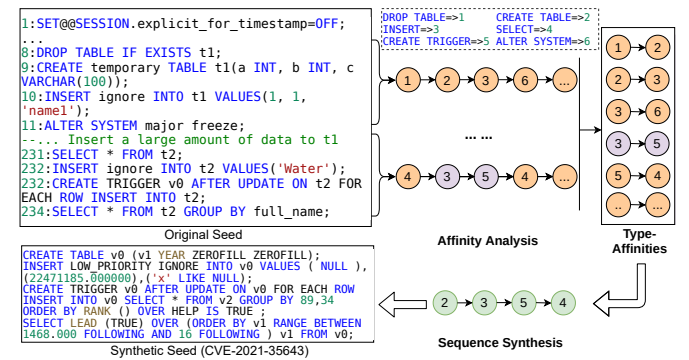 1:SET@@SESSION.explicit_for_timestamp=OFF;
...
8:DROP TABLE IF EXISTS t1;
9:CREATE temporary TABLE t1(a INT, b INT, c
VARCHAR(100));
10:INSERT ignore INTO t1 VALUES(1, 1,
'name1');
11:ALTER SYSTEM major freeze;
--... Insert a large amount of data to t1
231:SELECT * FROM t2;
232:INSERT ignore INTO t2 VALUES('Water');
232:CREATE TRIGGER v0 AFTER UPDATE ON t2 FOR
EACH ROW INSERT INTO t2;
234:SELECT * FROM t2 GROUP BY full_name;
Original Seed
DROP TABLE=>1 CREATE TABLE=>2
INSERT=>3 SELECT=>4
CREATE TRIGGER=>5 ALTER SYSTEM=>6
1 2 3 6 ...
... ...
4 3 5 4 ...
Affinity Analysis
1 2
2 3
3 6
3 5
5 4
.. ...
Type-
Affinities
2 3 5 4
Sequence Synthesis
CREATE TABLE v0 (v1 YEAR ZEROFILL ZEROFILL);
INSERT LOW_PRIORITY IGNORE INTO v0 VALUES ( NULL ),
(22471185.000000),('x' LIKE NULL);
CREATE TRIGGER v0 AFTER UPDATE ON v0 FOR EACH ROW
INSERT INTO v0 SELECT * FROM v2 GROUP BY 89,34
ORDER BY RANK () OVER HELP IS TRUE ;
SELECT LEAD (TRUE) OVER (ORDER BY v1 RANGE BETWEEN
1468.000 FOLLOWING AND 16 FOLLOWING ) v1 FROM v0;
Synthetic Seed (CVE-2021-35643)